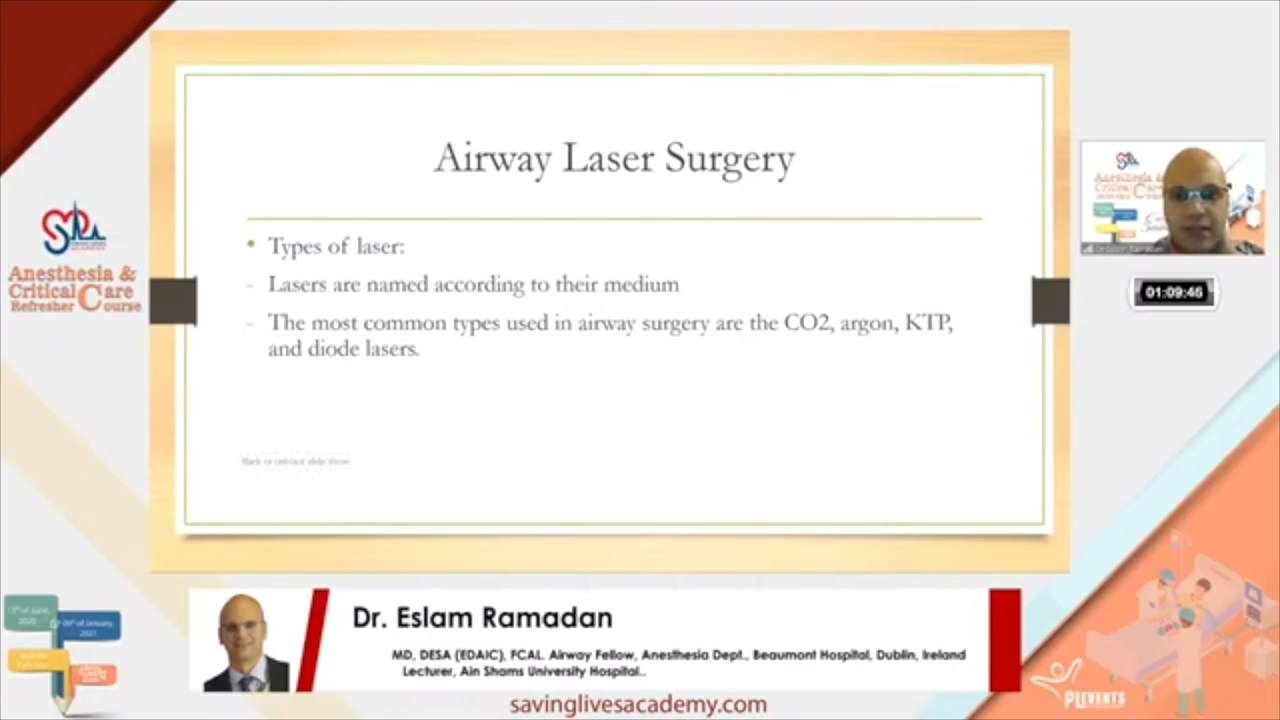 Airway Laser Surgery
• Types of laser:
- Lasers are named according to their medium
- The most common types used in airway surgery are the CO2, argon, KTP,
and diode lasers.
Anesthesia &
Critical Care
Refresher Course
01:09:46
Dr. Eslam Ramadan
MD, DESA (EDAIC), FCAI. Airway Fellow, Anesthesia Dept., Beaumont Hospital, Dublin, Ireland
Lecturer, Ain Shams University Hospital..
savinglivesacademy.com
PLEVENTS